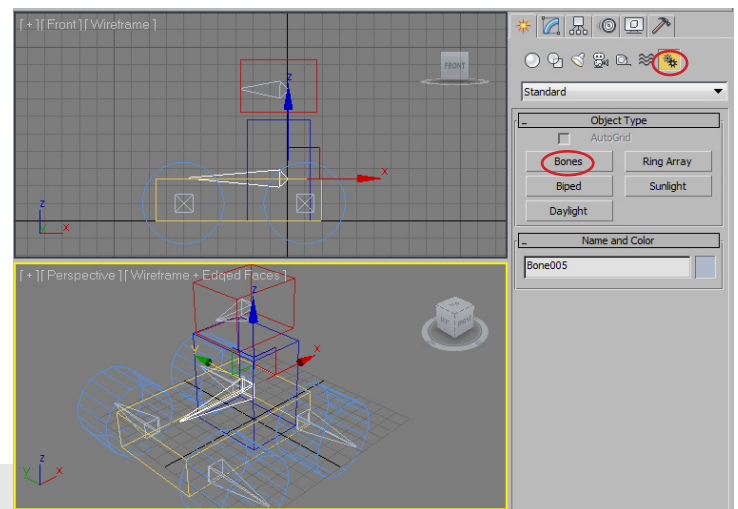 [ + ] [ Front ] [ Wireframe ]
FRONT
z
x
z
x
Standard
Object Type
AutoGrid
Bones
Ring Array
Biped
Sunlight
Daylight
Name and Color
Bone005
[ + ] [ Perspective ] [ Wireframe + Edged Faces ]
z
x
y
z
y
x